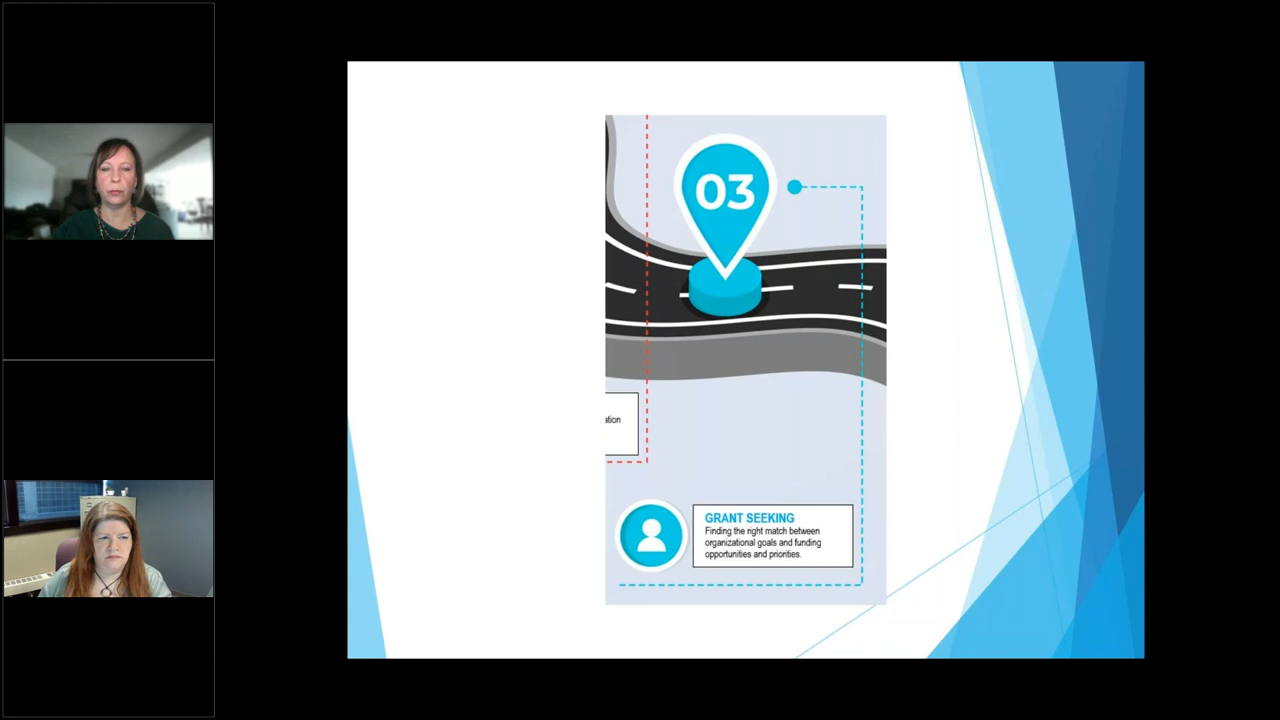 03
ation
GRANT SEEKING
Finding the right match between
organizational goals and funding
opportunities and priorities.